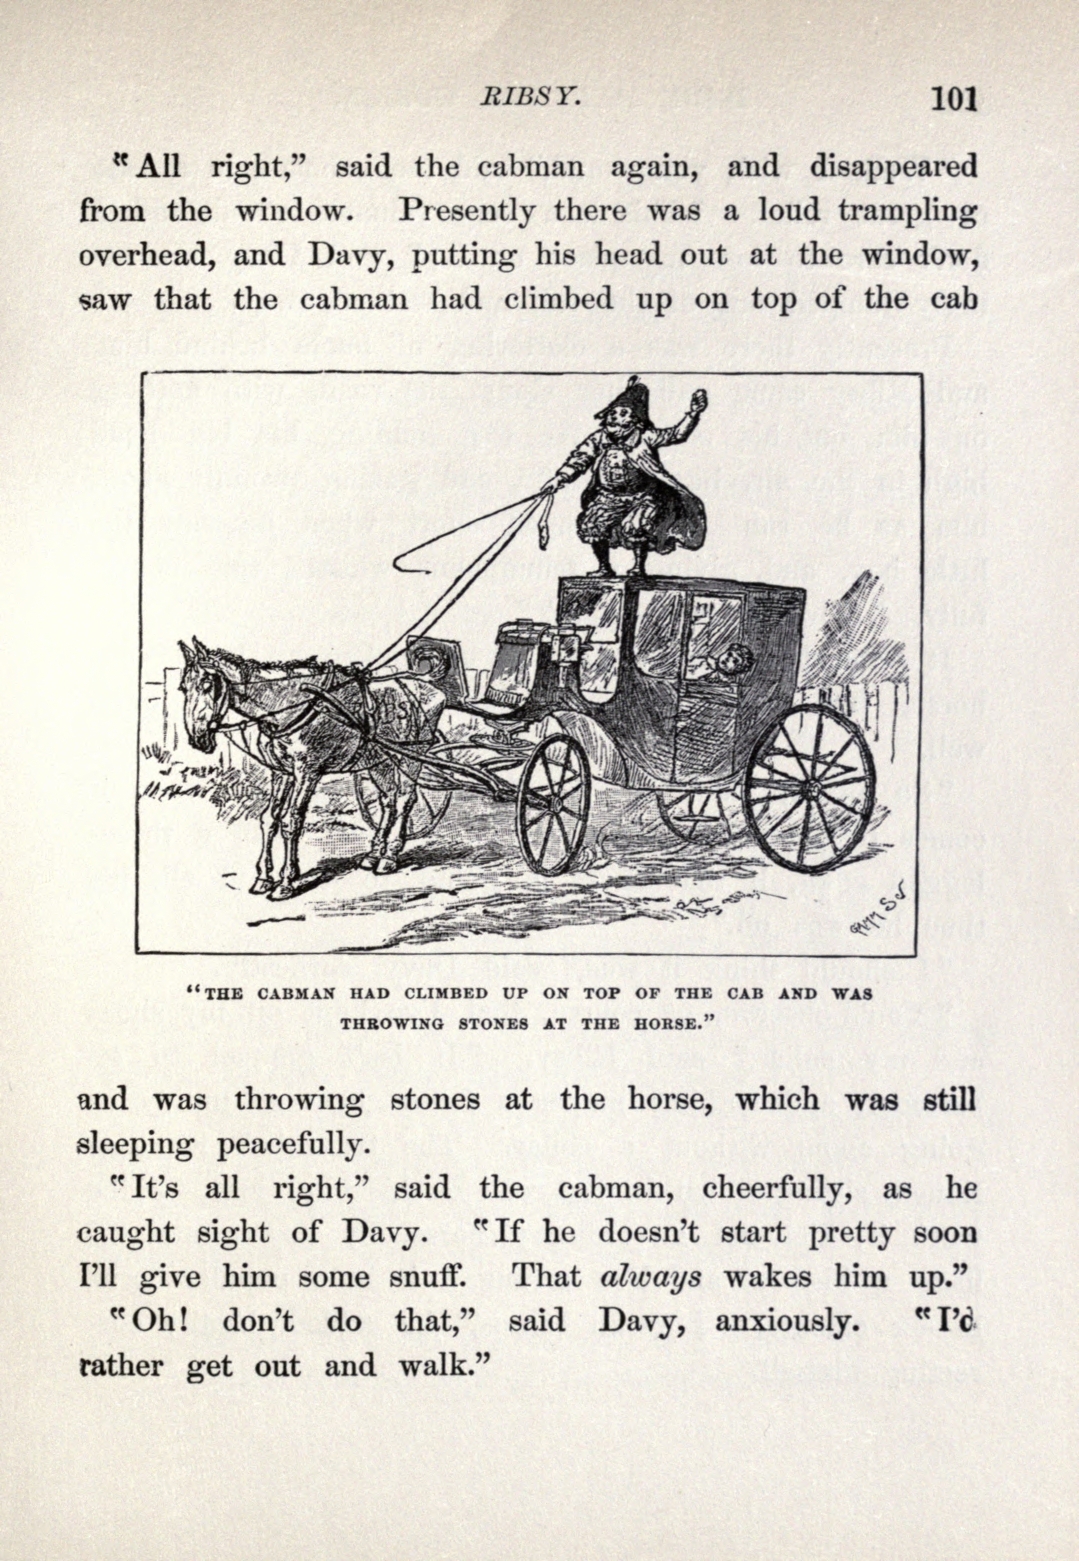 RIBSY. 101
“All right,” said the cabman again, and disappeared
from the window. Presently there was a loud trampling
overhead, and Davy, putting his head out at the window,
saw that the cabman had climbed up on top of the cab
“THE CABMAN HAD CLIMBED UP ON TOP OF THE CAB AND WAS
THROWING STONES AT THE HORSE.”
and was throwing stones at the horse, which was still
sleeping peacefully.
“It’s all right,” said the cabman, cheerfully, as he
caught sight of Davy. “If he doesn’t start pretty soon
I’ll give him some snuff. That always wakes him up.”
“Oh! don’t do that,” said Davy, anxiously. “I’d
rather get out and walk.”